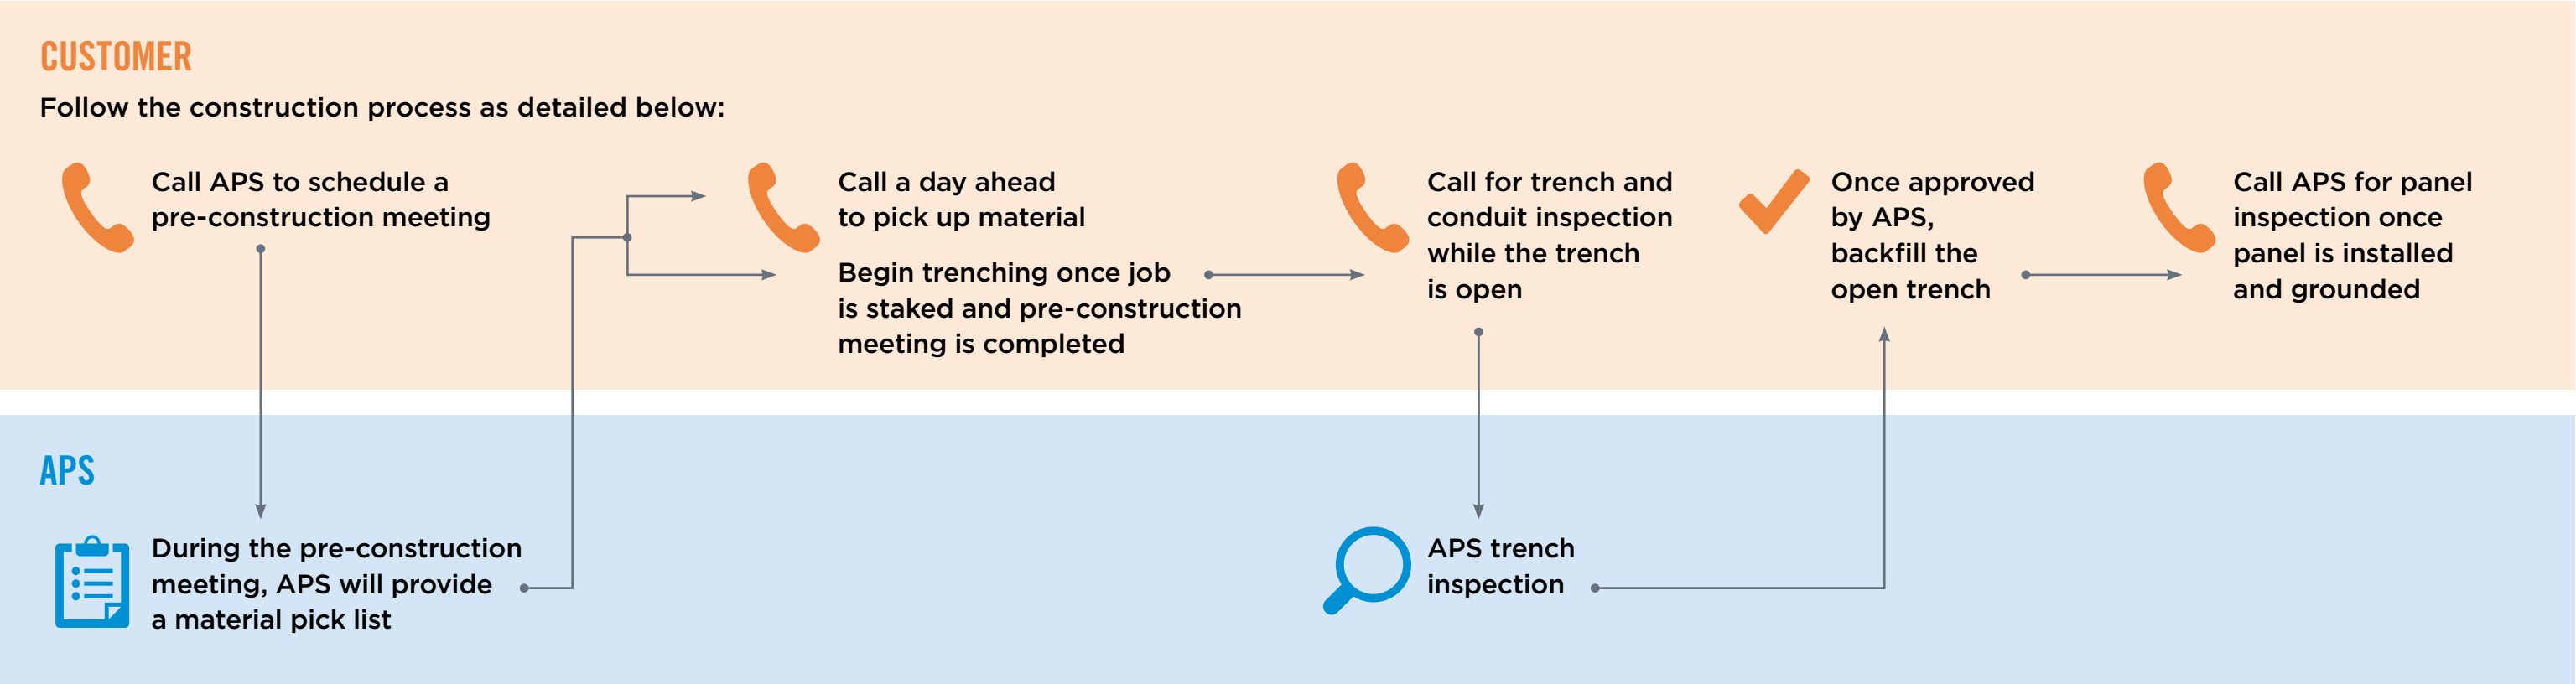 CUSTOMER
Follow the construction process as detailed below:
Call APS to schedule a
pre-construction meeting
Call a day ahead
to pick up material
Begin trenching once job
is staked and pre-construction
meeting is completed
Call for trench and
conduit inspection
while the trench
is open
Once approved
by APS,
backfill the
open trench
Call APS for panel
inspection once
panel is installed
and grounded
APS
During the pre-construction
meeting, APS will provide
a material pick list
APS trench
inspection